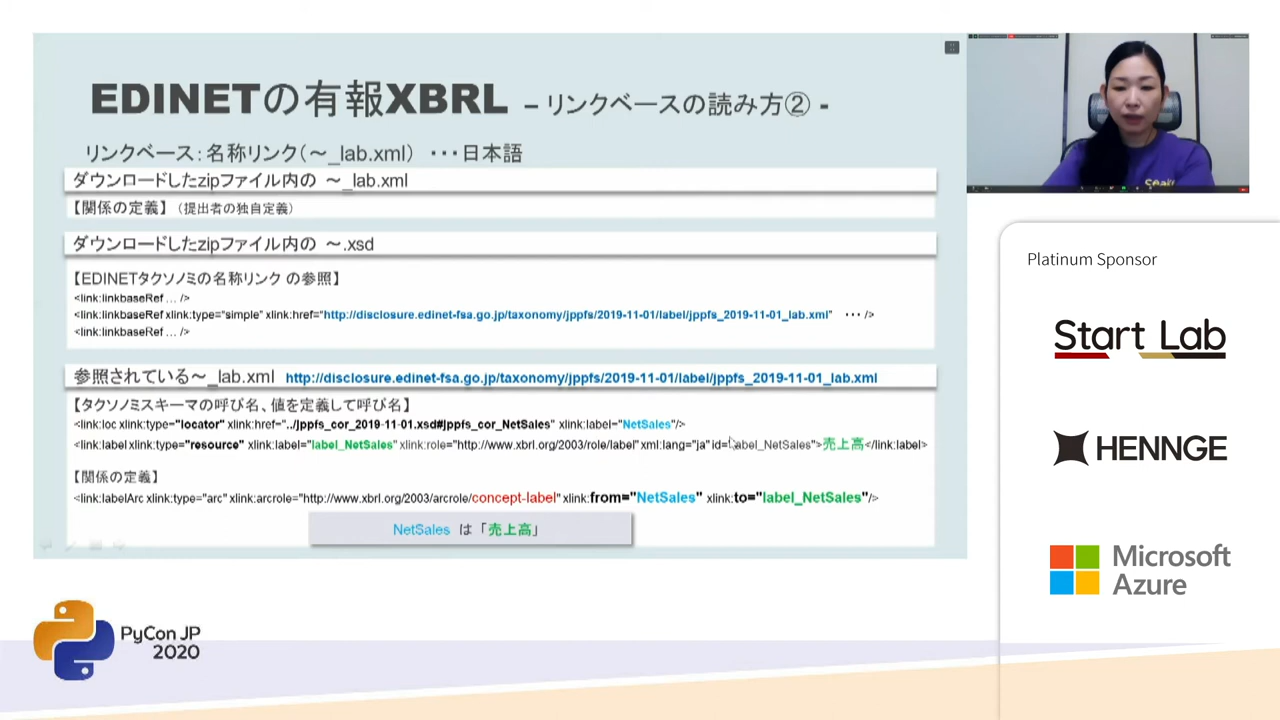 EDINETの有報XBRL – リンクベースの読み方② -
リンクベース：名称リンク（～_lab.xml） ･･･日本語
ダウンロードしたzipファイル内の ～_lab.xml
【関係の定義】（提出者の独自定義）
ダウンロードしたzipファイル内の ～.xsd
【EDINETタクソノミの名称リンク の参照】
<link:linkbaseRef ... />
<link:linkbaseRef xlink:type="simple" xlink:href="http://disclosure.edinet-fsa.go.jp/taxonomy/jppfs/2019-11-01/label/jppfs_2019-11-01_lab.xml" ･･･ />
<link:linkbaseRef ... />
参照されている～_lab.xml http://disclosure.edinet-fsa.go.jp/taxonomy/jppfs/2019-11-01/label/jppfs_2019-11-01_lab.xml
【タクソノミスキーマの呼び名、値を定義して呼び名】
<link:loc xlink:type="locator" xlink:href="../jppfs_cor_2019-11-01.xsd#jppfs_cor_NetSales" xlink:label="NetSales"/>
<link:label xlink:type="resource" xlink:label="label_NetSales" xlink:role="http://www.xbrl.org/2003/role/label" xml:lang="ja" id="label_NetSales">売上高</link:label>
【関係の定義】
<link:labelArc xlink:type="arc" xlink:arcrole="http://www.xbrl.org/2003/arcrole/concept-label" xlink:from="NetSales" xlink:to="label_NetSales"/>
NetSales は「売上高」
Platinum Sponsor
Start Lab
HENNGE
Microsoft
Azure
PyCon JP
2020